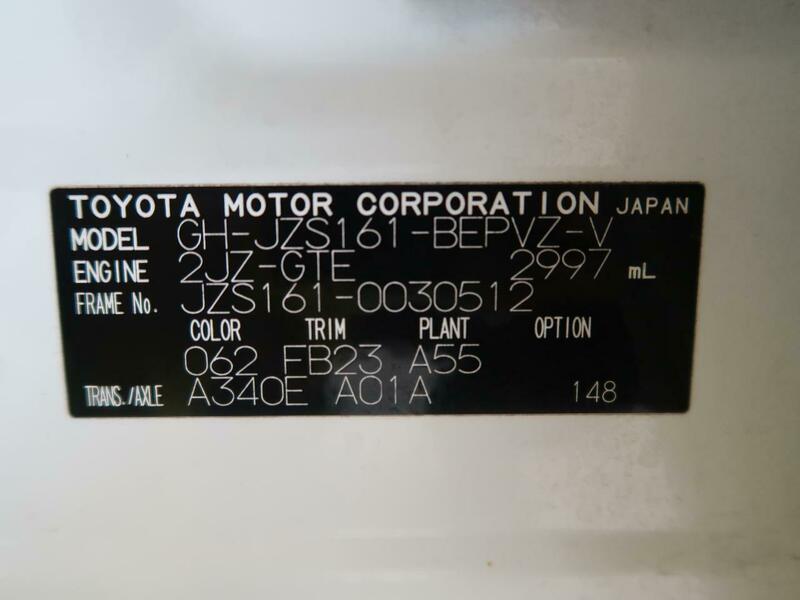 TOYOTA MOTOR CORPORATION JAPAN
MODEL GH-JZS161-BEPVZ-V
ENGINE 2JZ-GTE 2997 mL
FRAME No. JZS161-0030512
COLOR TRIM PLANT OPTION
062 FB23 A55
TRANS./AXLE A340E A01A 148